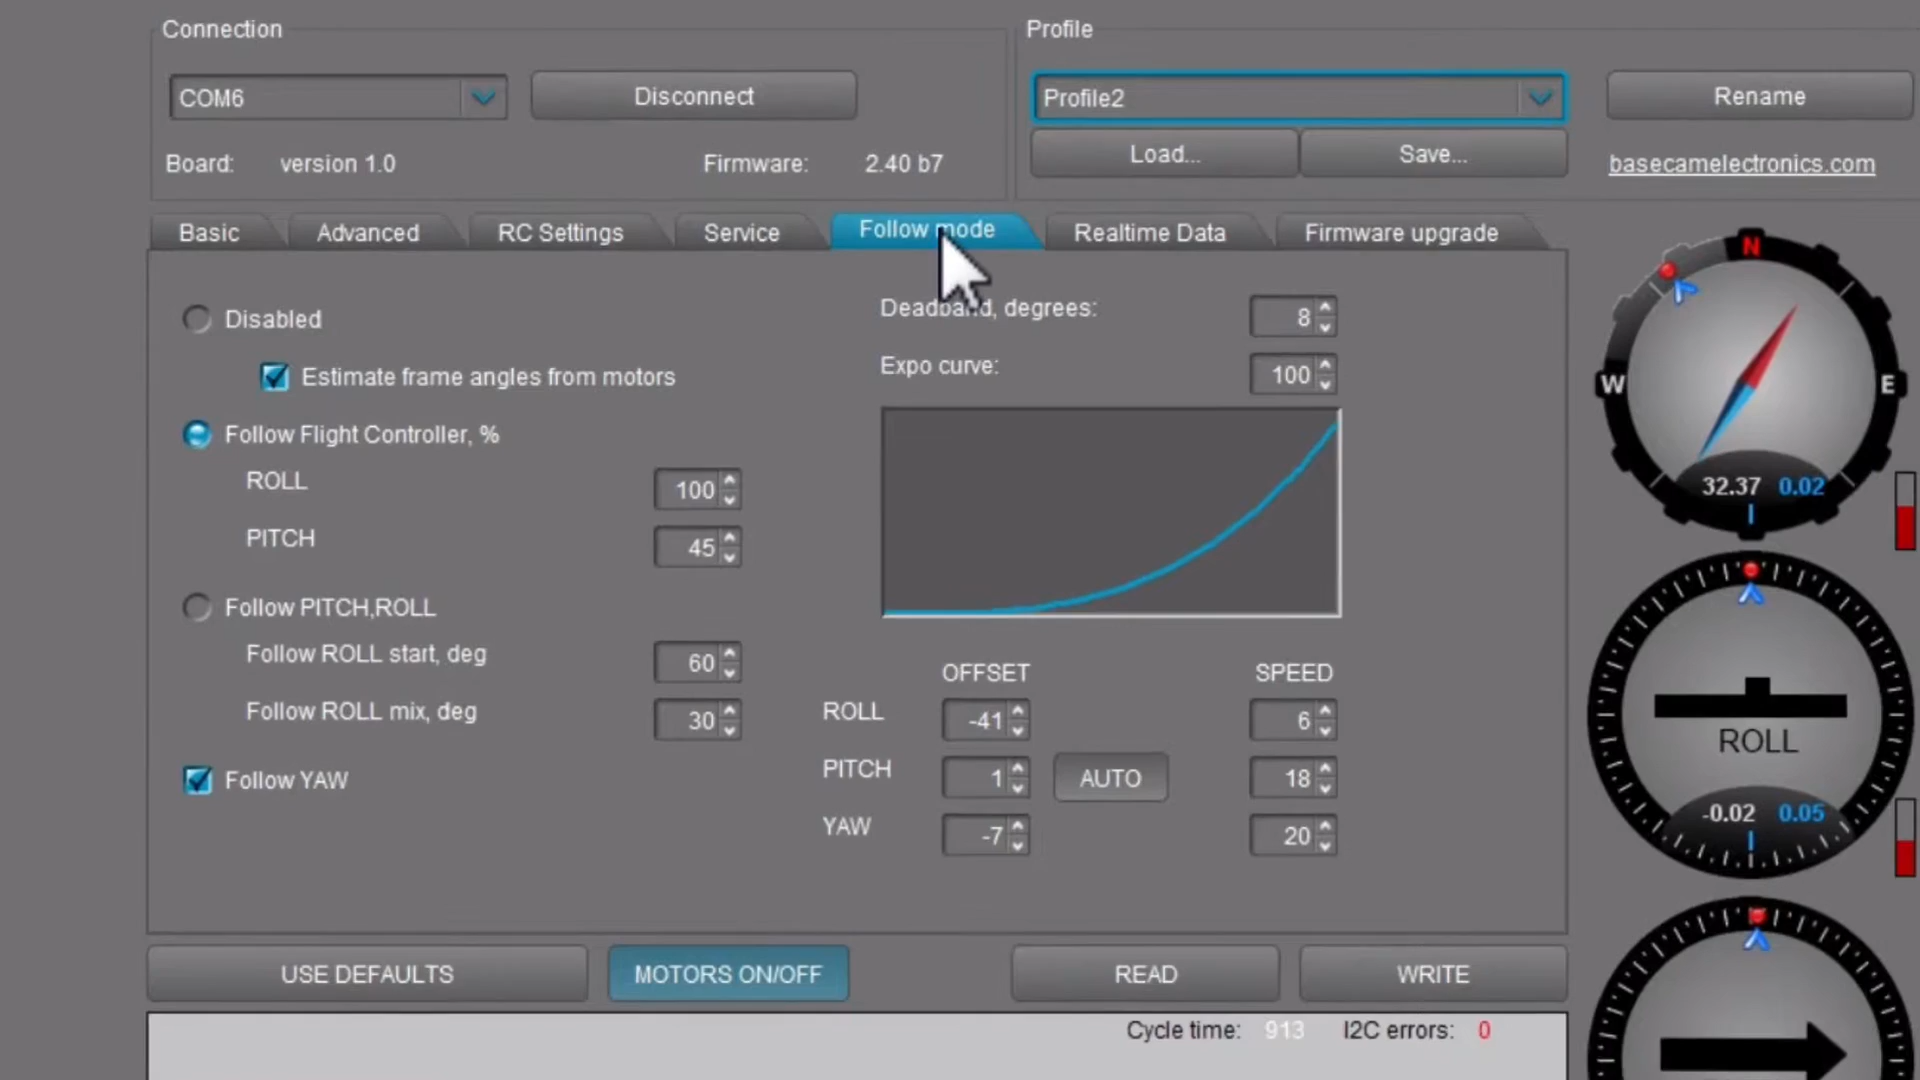 Connection
Profile
COM6
Disconnect
Profile2
Rename
Board: version 1.0
Firmware: 2.40 b7
Load...
Save...
basecamelectronics.com
Basic
Advanced
RC Settings
Service
Follow mode
Realtime Data
Firmware upgrade
Disabled
Estimate frame angles from motors
Follow Flight Controller, %
ROLL 100
PITCH 45
Follow PITCH,ROLL
Follow ROLL start, deg 60
Follow ROLL mix, deg 30
Follow YAW
Deadband, degrees: 8
Expo curve: 100
OFFSET SPEED
ROLL -41 6
PITCH 1 AUTO 18
YAW -7 20
N
W
E
32.37 0.02
ROLL
-0.02 0.05
USE DEFAULTS
MOTORS ON/OFF
READ
WRITE
Cycle time: 913 I2C errors: 0